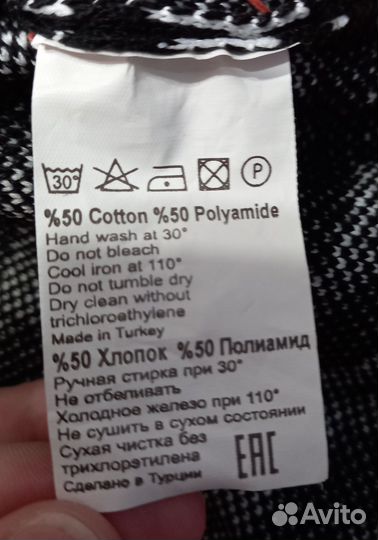 30° P
%50 Cotton %50 Polyamide
Hand wash at 30°
Do not bleach
Cool iron at 110°
Do not tumble dry
Dry clean without
trichloroethylene
Made in Turkey
%50 Хлопок %50 Полиамид
Ручная стирка при 30°
Не отбеливать
Холодное железо при 110°
Не сушить в сухом состоянии
Сухая чистка без
трихлорэтилена
Сделано в Турции
EAC
Avito